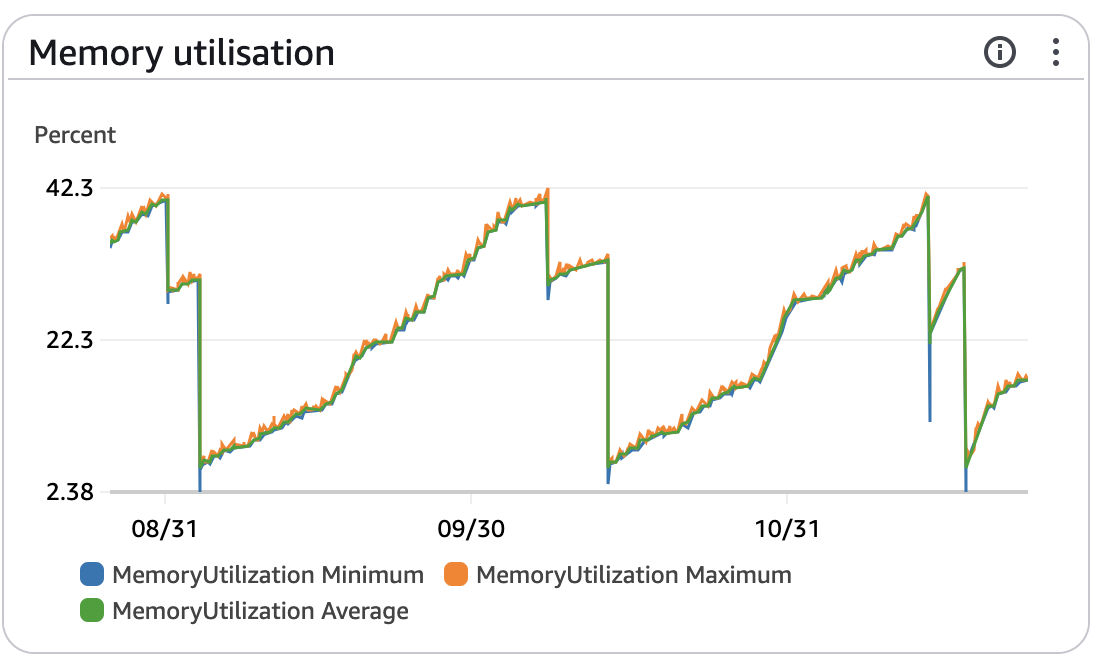 Memory utilisation
Percent
42.3
22.3
2.38
08/31 09/30 10/31
MemoryUtilization Minimum MemoryUtilization Maximum
MemoryUtilization Average